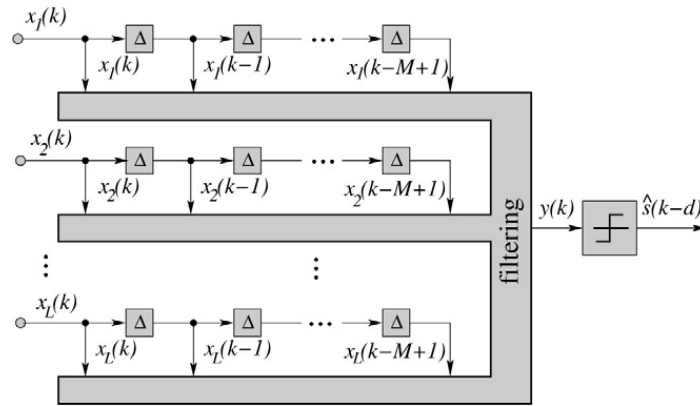 x1(k)
Δ Δ ... Δ
x1(k) x1(k-1) x1(k-M+1)
x2(k)
Δ Δ ... Δ
x2(k) x2(k-1) x2(k-M+1)
filtering
y(k) ŝ(k-d)
xL(k)
Δ Δ ... Δ
xL(k) xL(k-1) xL(k-M+1)